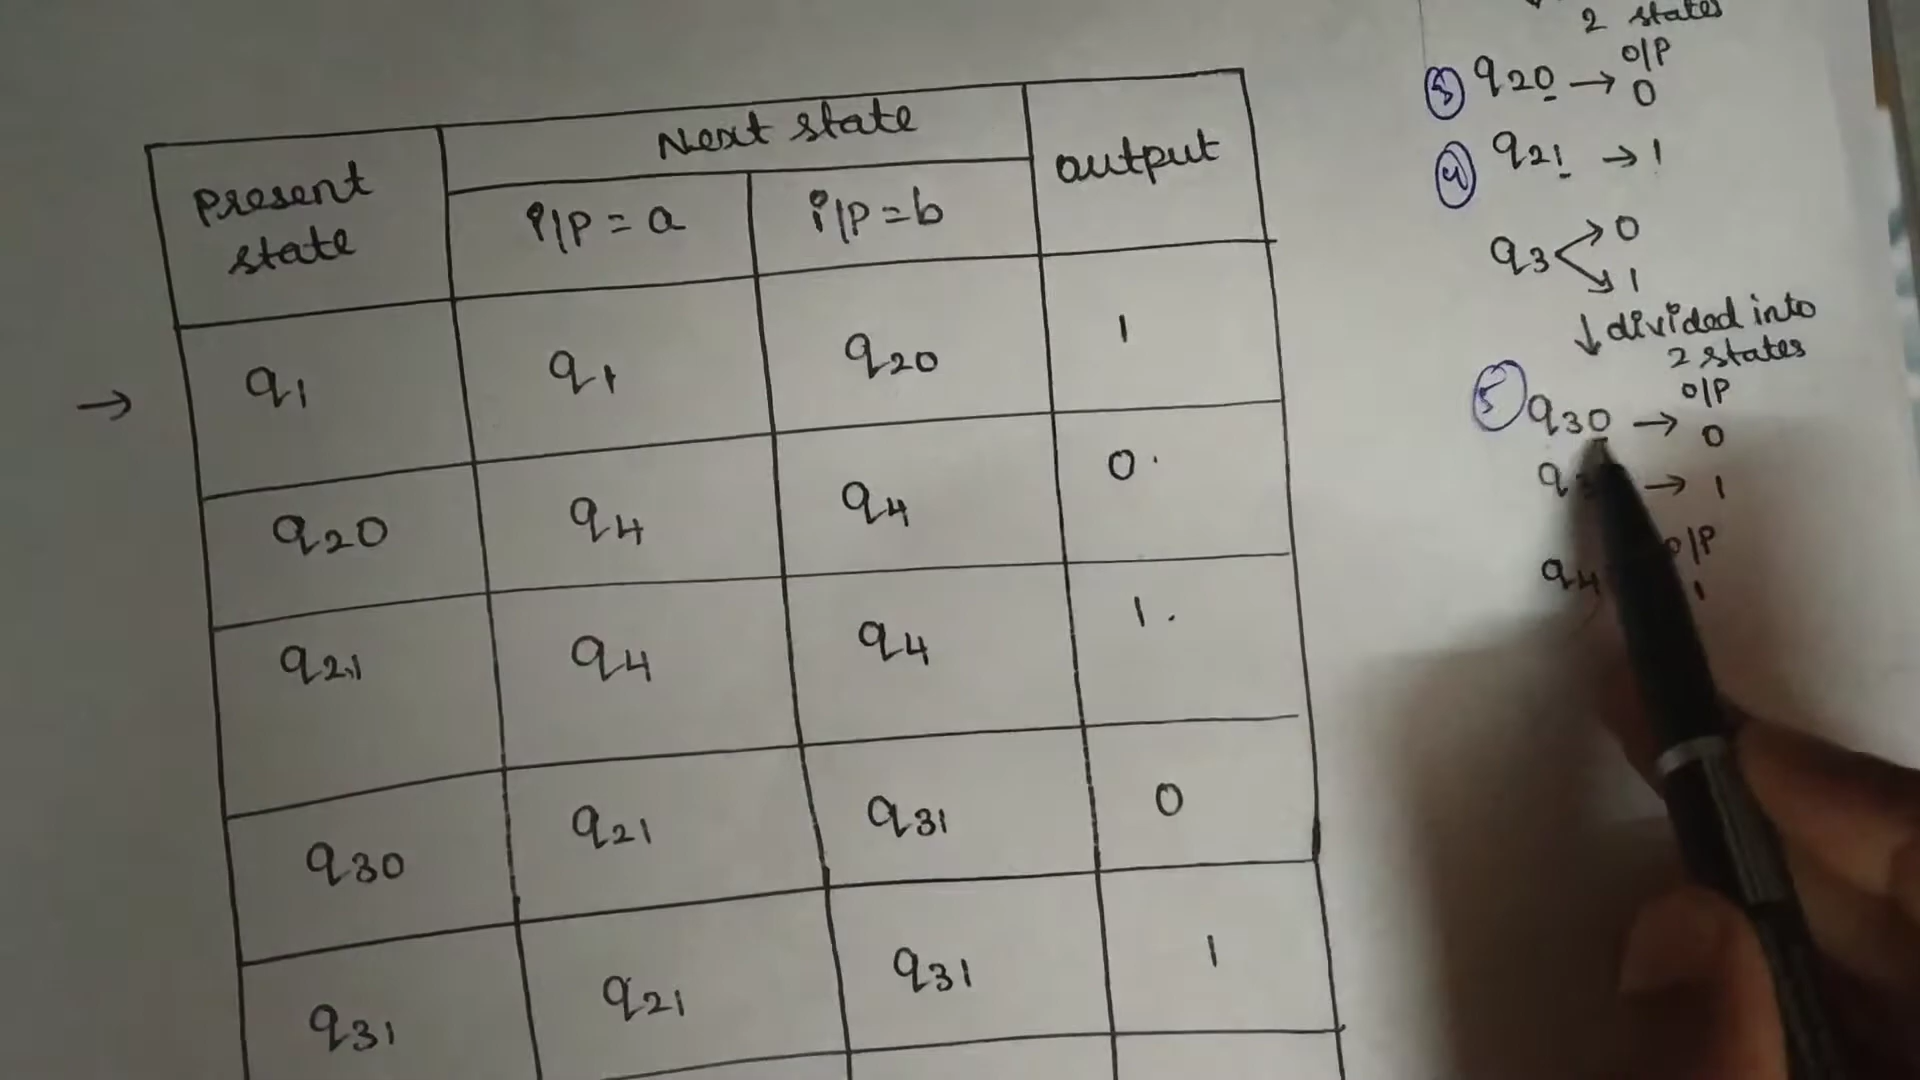 Present state
Next state
output
i/p = a
i/p = b
→ q1 q1 q20 1
q20 q4 q4 0
q21 q4 q4 1
q30 q21 q31 0
q31 q21 q31 1
2 states
o/p
③ q20 → 0
④ q21 → 1
q3 → 0
→ 1
↓ divided into
2 states
o/p
⑤ q30 → 0
→ 1
o/p
q4 1